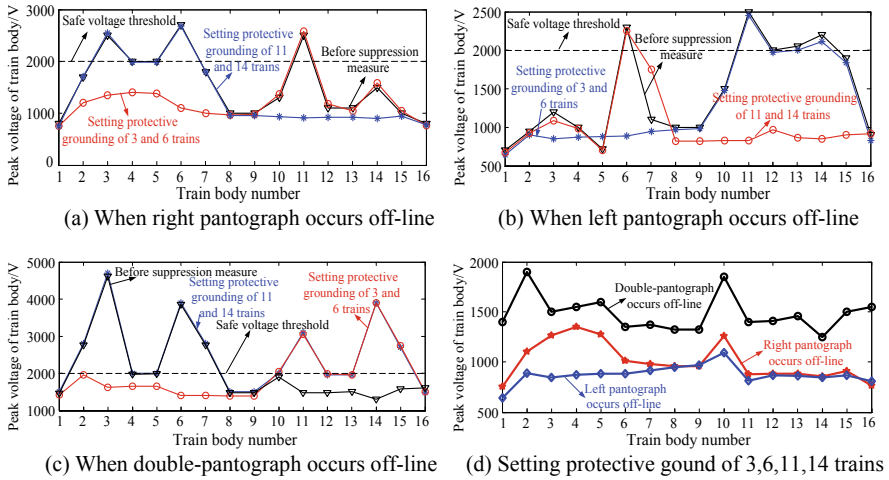 Peak voltage of train body/V
3000
2000
1000
0
Safe voltage threshold
Setting protective
grounding of 11
and 14 trains
Before suppression
measure
Setting protective
grounding of 3 and 6 trains
1 2 3 4 5 6 7 8 9 10 11 12 13 14 15 16
Train body number
(a) When right pantograph occurs off-line
Peak voltage of train body/V
2500
2000
1500
1000
500
Safe voltage threshold
Before suppression
measure
Setting protective
grounding of 3 and
6 trains
Setting protective grounding
of 11 and 14 trains
1 2 3 4 5 6 7 8 9 10 11 12 13 14 15 16
Train body number
(b) When left pantograph occurs off-line
Peak voltage of train body/V
5000
4000
3000
2000
1000
Before suppression measure
Setting protective
grounding of 11
and 14 trains
Setting protective
grounding of 3 and
6 trains
Safe voltage threshold
1 2 3 4 5 6 7 8 9 10 11 12 13 14 15 16
Train body number
(c) When double-pantograph occurs off-line
Peak voltage of train body/V
2000
1500
1000
500
Double-pantograph
occurs off-line
Right pantograph
occurs off-line
Left pantograph
occurs off-line
1 2 3 4 5 6 7 8 9 10 11 12 13 14 15 16
Train body number
(d) Setting protective gound of 3,6,11,14 trains